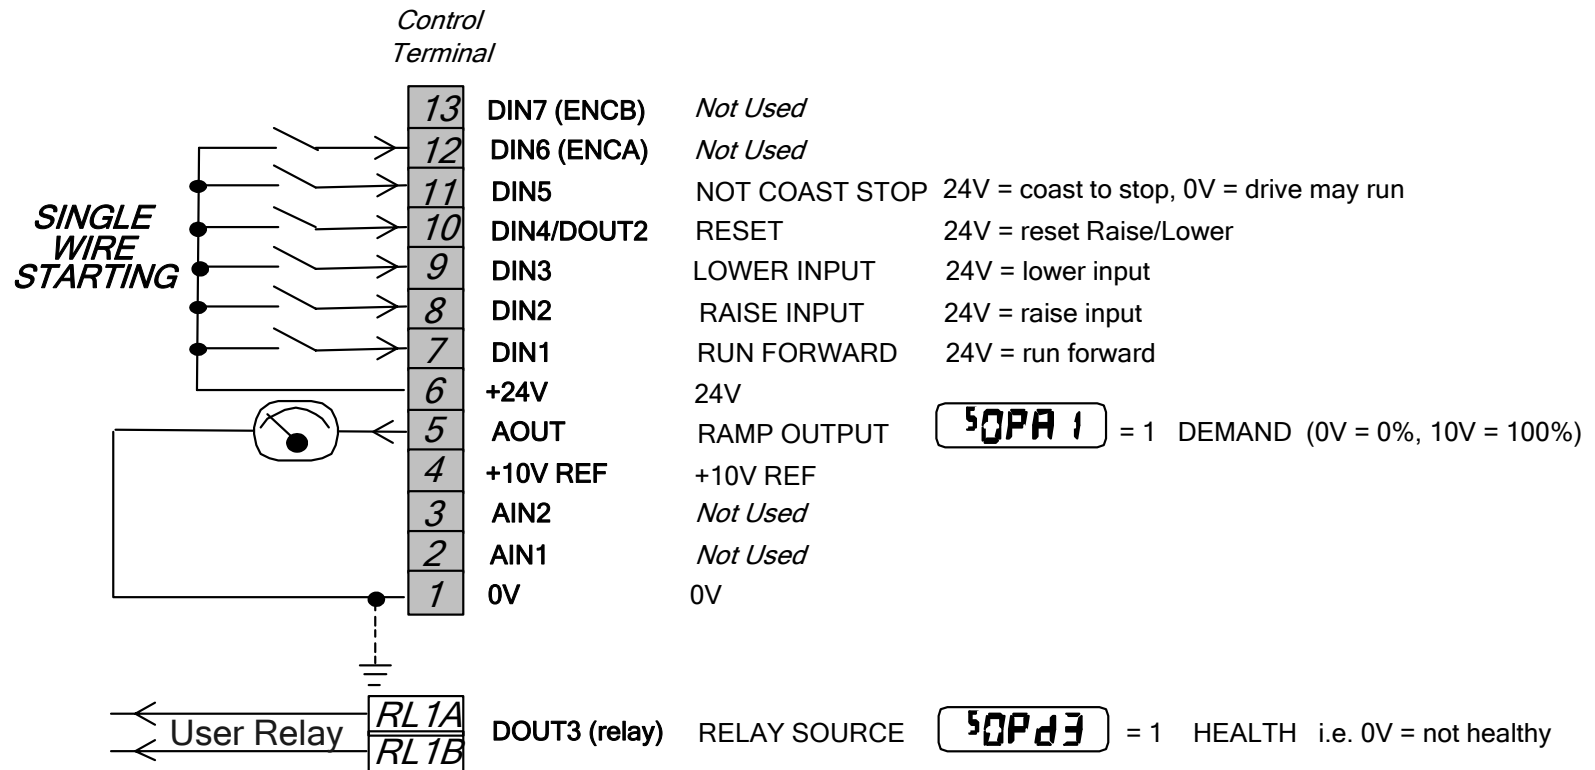 Control
Terminal
13 DIN7 (ENCB) Not Used
12 DIN6 (ENCA) Not Used
11 DIN5 NOT COAST STOP 24V = coast to stop, 0V = drive may run
SINGLE
WIRE
STARTING
10 DIN4/DOUT2 RESET 24V = reset Raise/Lower
9 DIN3 LOWER INPUT 24V = lower input
8 DIN2 RAISE INPUT 24V = raise input
7 DIN1 RUN FORWARD 24V = run forward
6 +24V 24V
5 AOUT RAMP OUTPUT SOPA1 = 1 DEMAND (0V = 0%, 10V = 100%)
4 +10V REF +10V REF
3 AIN2 Not Used
2 AIN1 Not Used
1 0V 0V
User Relay
RL1A
RL1B
DOUT3 (relay) RELAY SOURCE SOPd3 = 1 HEALTH i.e. 0V = not healthy